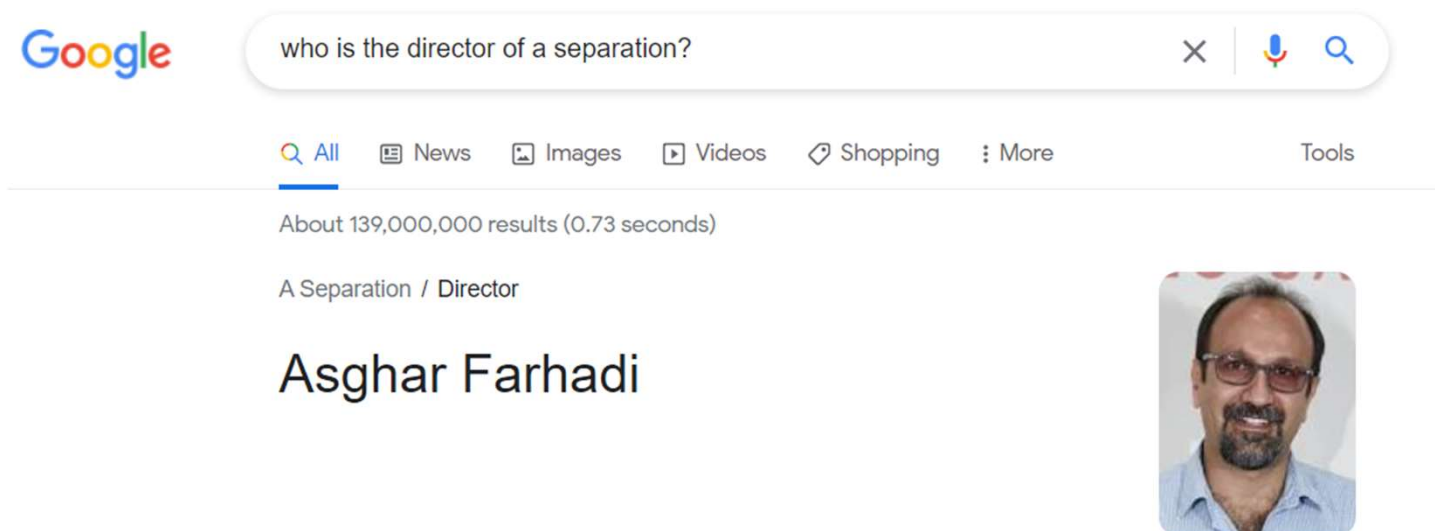 Google who is the director of a separation?
All News Images Videos Shopping More Tools
About 139,000,000 results (0.73 seconds)
A Separation / Director
Asghar Farhadi